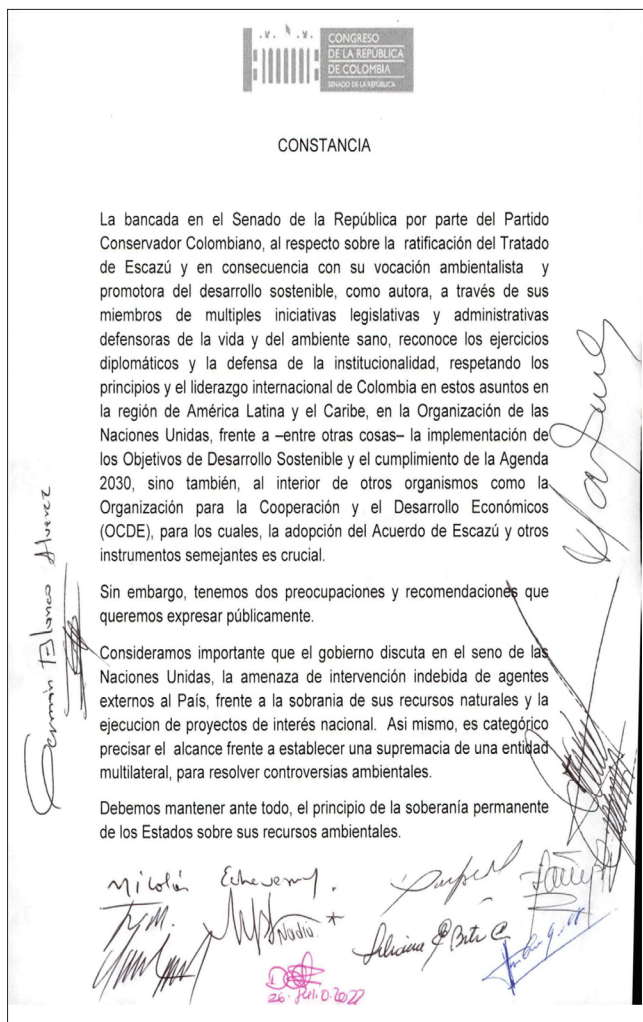 CONGRESO
DE LA REPÚBLICA
DE COLOMBIA
SENADO DE LA REPÚBLICA
CONSTANCIA
La bancada en el Senado de la República por parte del Partido
Conservador Colombiano, al respecto sobre la ratificación del Tratado
de Escazú y en consecuencia con su vocación ambientalista y
promotora del desarrollo sostenible, como autora, a través de sus
miembros de multiples iniciativas legislativas y administrativas
defensoras de la vida y del ambiente sano, reconoce los ejercicios
diplomáticos y la defensa de la institucionalidad, respetando los
principios y el liderazgo internacional de Colombia en estos asuntos en
la región de América Latina y el Caribe, en la Organización de las
Naciones Unidas, frente a –entre otras cosas– la implementación de
los Objetivos de Desarrollo Sostenible y el cumplimiento de la Agenda
2030, sino también, al interior de otros organismos como la
Organización para la Cooperación y el Desarrollo Económicos
(OCDE), para los cuales, la adopción del Acuerdo de Escazú y otros
instrumentos semejantes es crucial.
Sin embargo, tenemos dos preocupaciones y recomendaciones que
queremos expresar públicamente.
Consideramos importante que el gobierno discuta en el seno de las
Naciones Unidas, la amenaza de intervención indebida de agentes
externos al País, frente a la sobrania de sus recursos naturales y la
ejecucion de proyectos de interés nacional. Asi mismo, es categórico
precisar el alcance frente a establecer una supremacia de una entidad
multilateral, para resolver controversias ambientales.
Debemos mantener ante todo, el principio de la soberanía permanente
de los Estados sobre sus recursos ambientales.
Germán Blanco Alvarez
Nicolás Echeverry.
Nadia
26. Julio. 2022